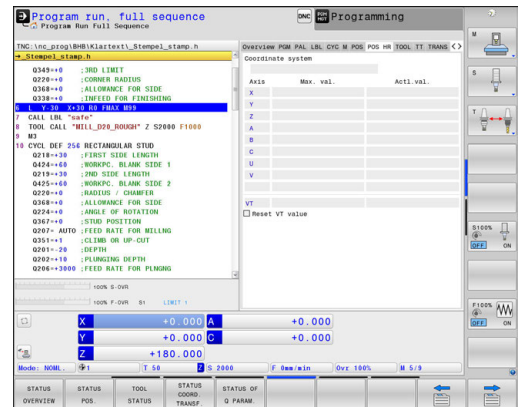 Program run, full sequence
Program Run Full Sequence
DNC
Programming
TNC:\nc_prog\BHB\Klartext\_Stempel_stamp.h
→_Stempel_stamp.h
Q349=+0 ;3RD LIMIT
Q220=+0 ;CORNER RADIUS
Q368=+0 ;ALLOWANCE FOR SIDE
Q338=+0 ;INFEED FOR FINISHING
6 L Y-30 X+30 R0 FMAX M99
7 CALL LBL "safe"
8 TOOL CALL "MILL_D20_ROUGH" Z S2000 F1000
9 M3
10 CYCL DEF 256 RECTANGULAR STUD
Q218=+30 ;FIRST SIDE LENGTH
Q424=+60 ;WORKPC. BLANK SIDE 1
Q219=+30 ;2ND SIDE LENGTH
Q425=+60 ;WORKPC. BLANK SIDE 2
Q220=+0 ;RADIUS / CHAMFER
Q368=+0 ;ALLOWANCE FOR SIDE
Q224=+0 ;ANGLE OF ROTATION
Q367=+0 ;STUD POSITION
Q207= AUTO ;FEED RATE FOR MILLNG
Q351=+1 ;CLIMB OR UP-CUT
Q201=-20 ;DEPTH
Q202=+10 ;PLUNGING DEPTH
Q206=+3000 ;FEED RATE FOR PLNGNG
Overview PGM PAL LBL CYC M POS POS HR TOOL TT TRANS
Coordinate system
Axis Max. val. Actl.val.
X
Y
Z
A
B
C
U
V
VT
Reset VT value
100% S-OVR
100% F-OVR S1 LIMIT 1
X +0.000 A +0.000
Y +0.000 C +0.000
Z +180.000
Mode: NOML. 1 T 50 Z S 2000 F 0mm/min Ovr 100% M 5/9
STATUS OVERVIEW
STATUS POS.
TOOL STATUS
STATUS COORD. TRANSF.
STATUS OF Q PARAM.
M
S
T
S100%
OFF ON
F100%
OFF ON